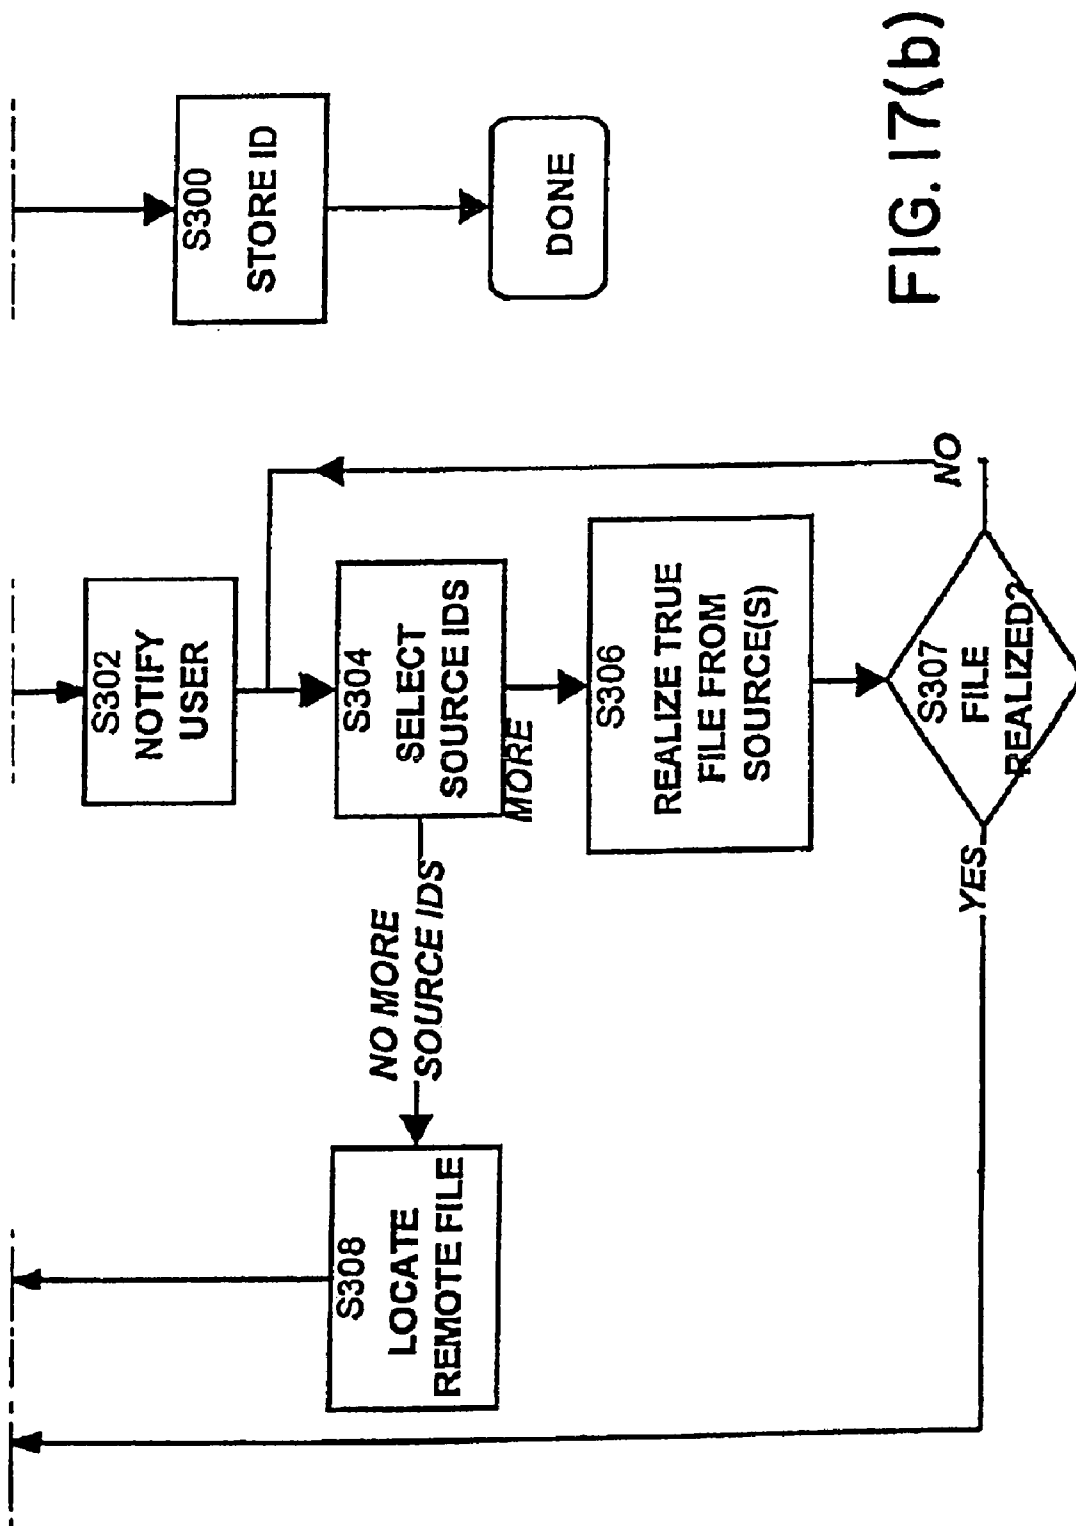 S308
LOCATE
REMOTE FILE
NO MORE
SOURCE IDS
S302
NOTIFY
USER
S304
SELECT
SOURCE IDS
MORE
S306
REALIZE TRUE
FILE FROM
SOURCE(S)
S307
FILE
REALIZED?
YES
NO
S300
STORE ID
DONE
FIG. 17(b)